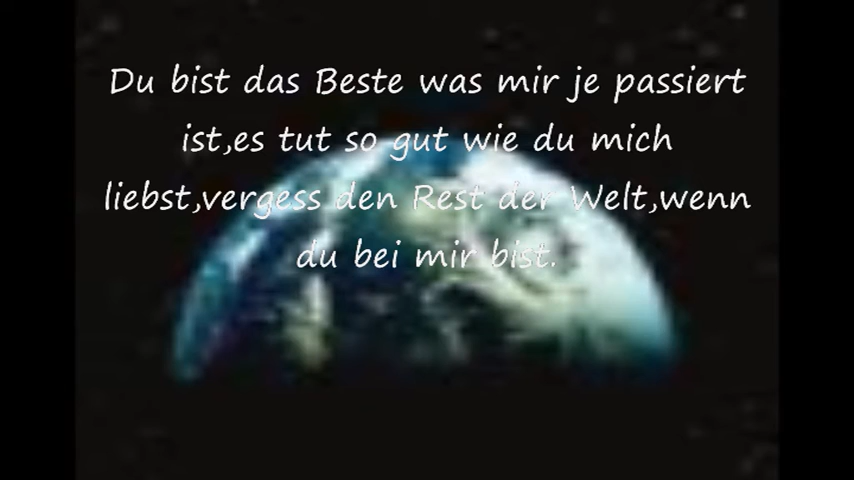 Du bist das Beste was mir je passiert
ist,es tut so gut wie du mich
liebst,vergess den Rest der Welt,wenn
du bei mir bist.